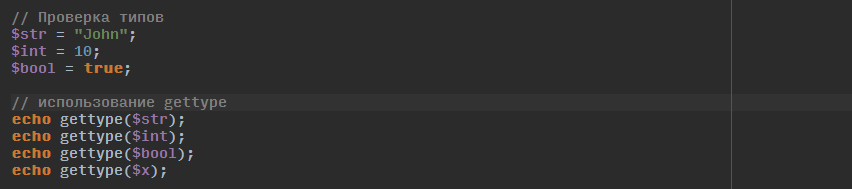 // Проверка типов
$str = "John";
$int = 10;
$bool = true;
// использование gettype
echo gettype($str);
echo gettype($int);
echo gettype($bool);
echo gettype($x);